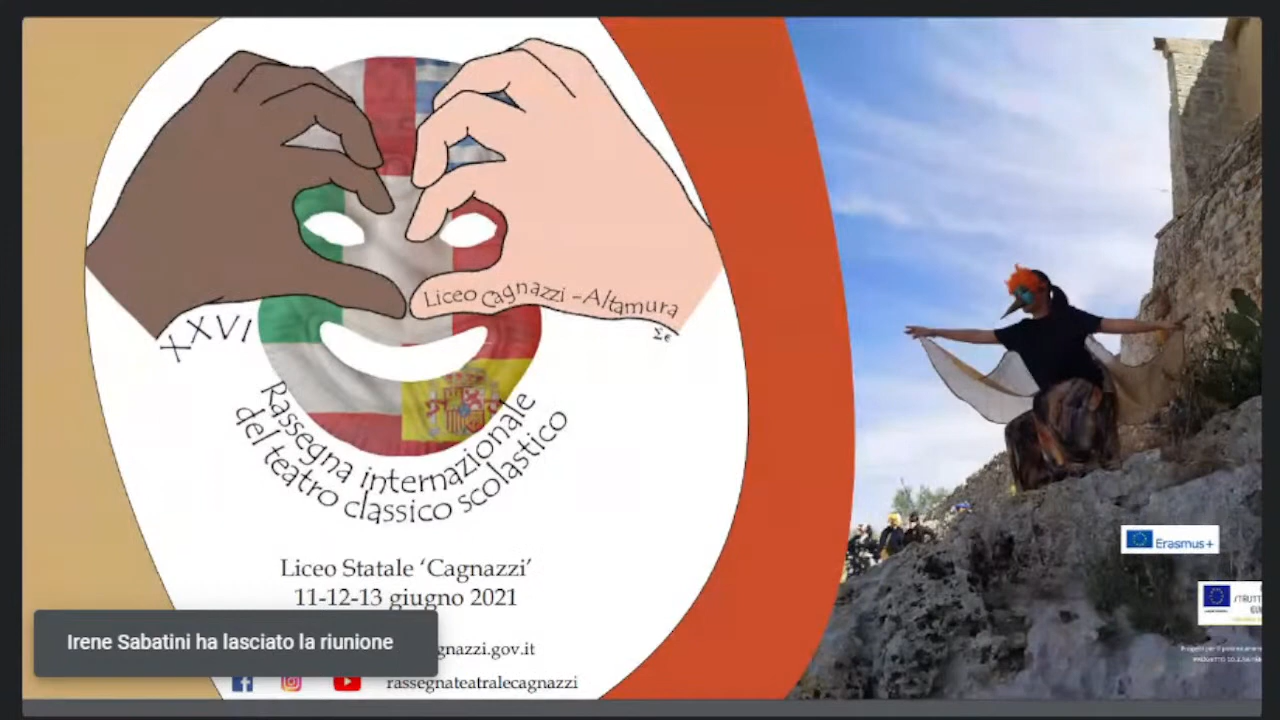 Liceo Cagnazzi - Altamura
Σε
XXVI
Rassegna internazionale
del teatro classico scolastico
Liceo Statale ‘Cagnazzi’
11-12-13 giugno 2021
gnazzi.gov.it
rassegnateatralecagnazzi
Irene Sabatini ha lasciato la riunione
Erasmus+